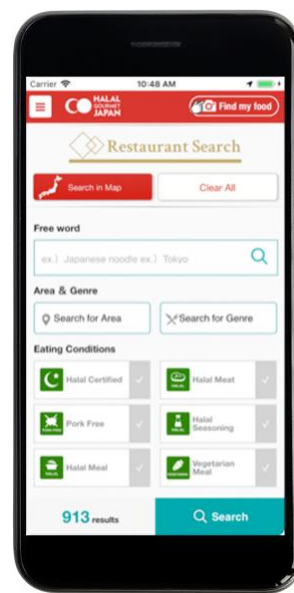 Carrier 10:48 AM
HALAL
GOURMET
JAPAN
Find my food
Restaurant Search
Search in Map
Clear All
Free word
ex.) Japanese noodle ex.) Tokyo
Area & Genre
Search for Area
Search for Genre
Eating Conditions
Halal Certified
Halal Meat
Pork Free
Halal
Seasoning
Halal Meal
Vegetarian
Meal
913 results
Search